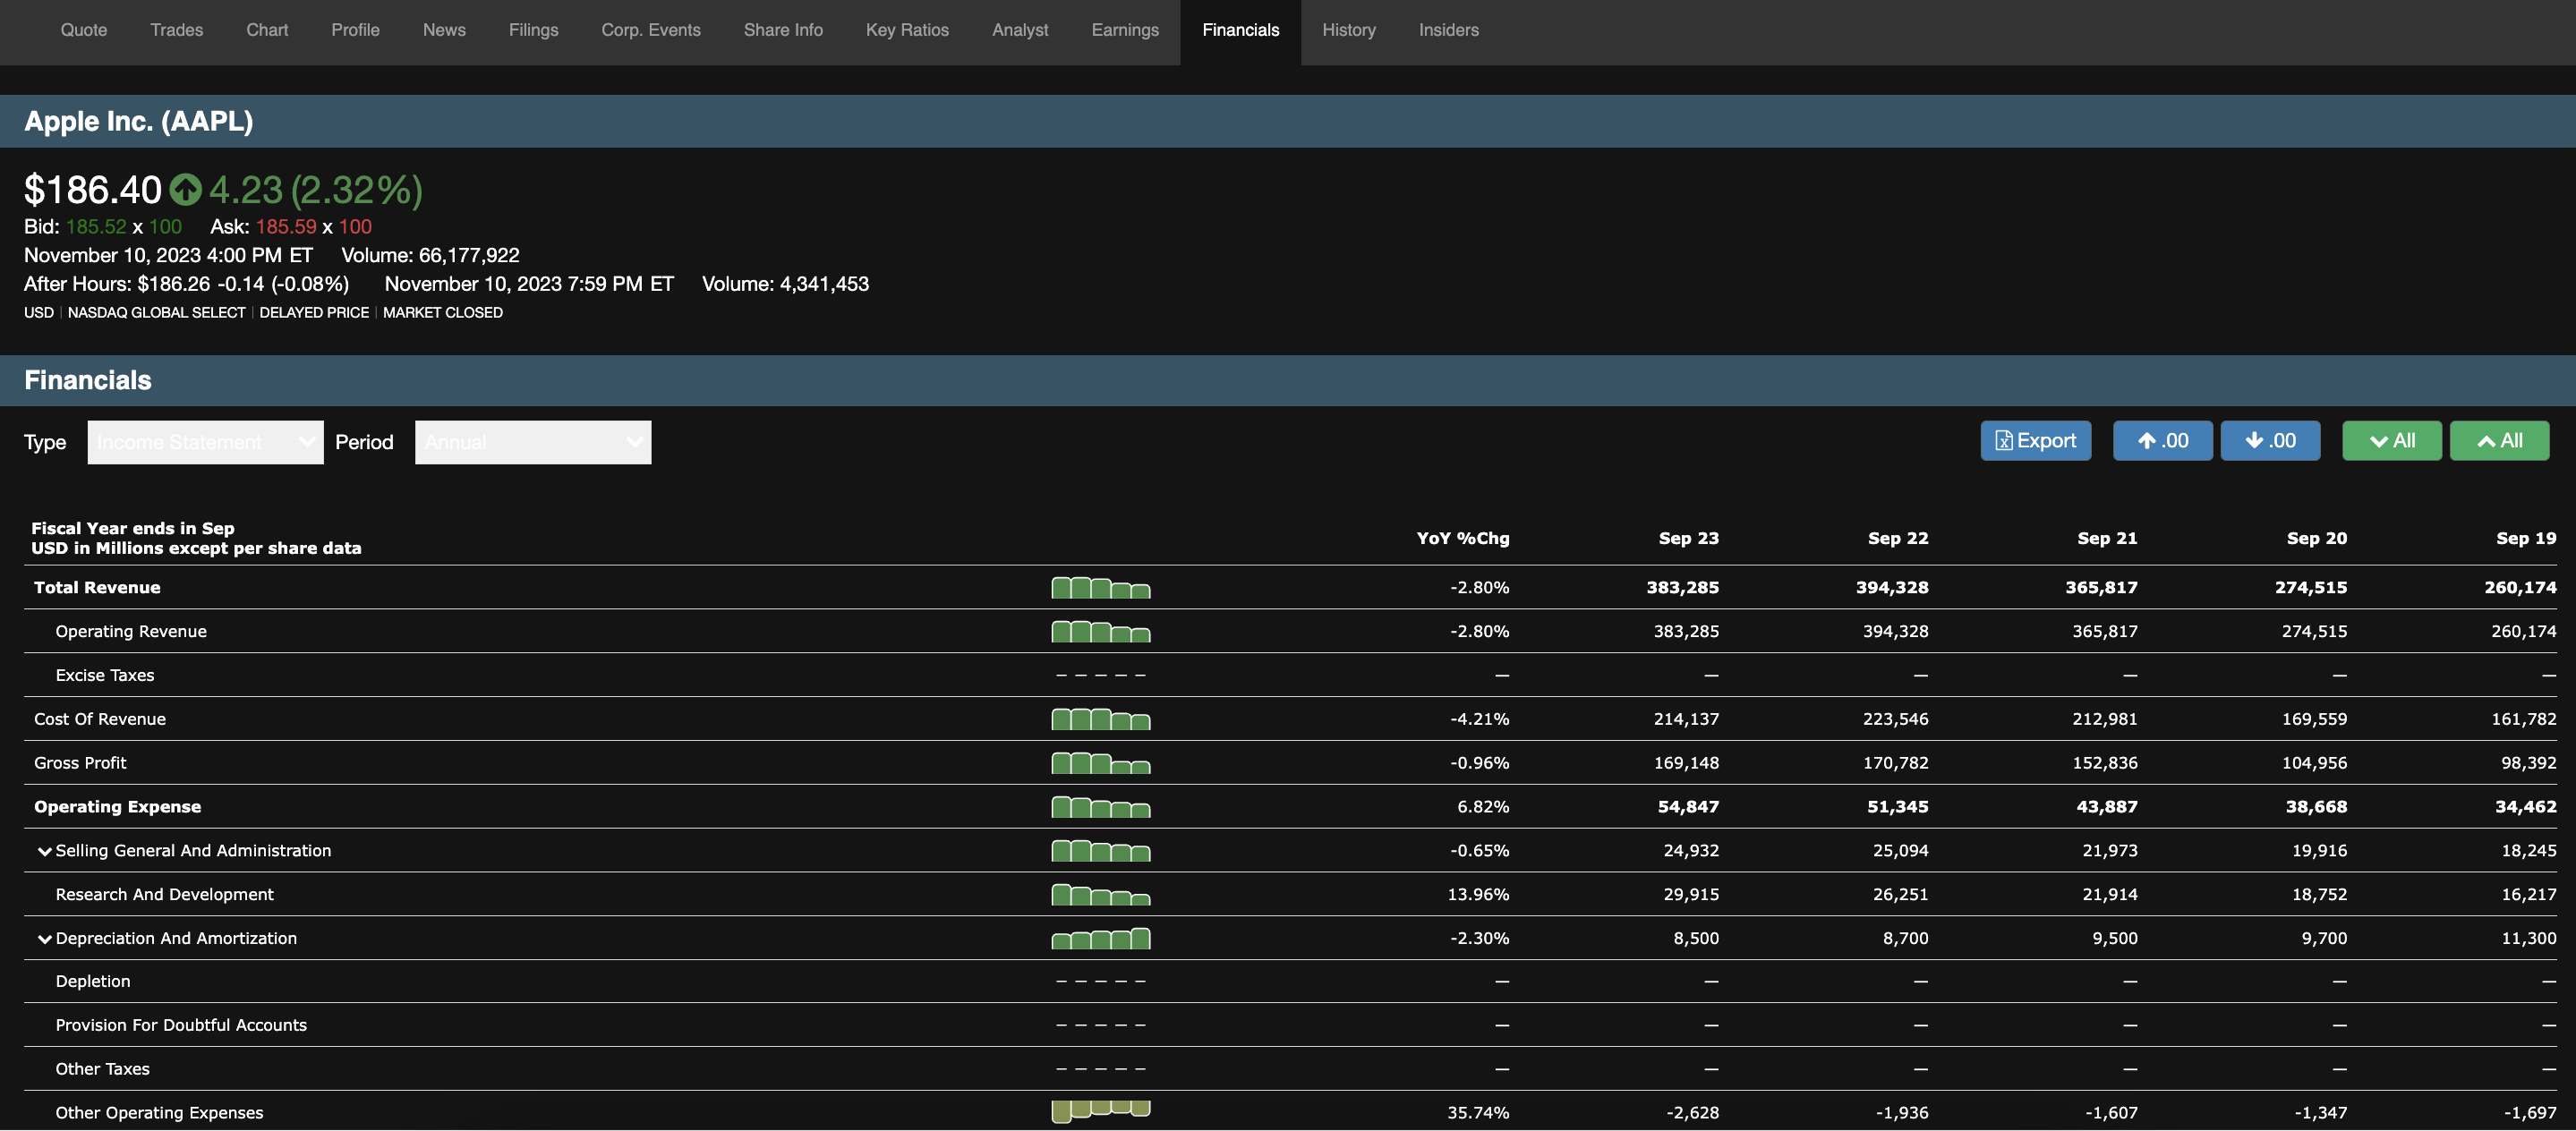 Quote Trades Chart Profile News Filings Corp. Events Share Info Key Ratios Analyst Earnings Financials History Insiders
Apple Inc. (AAPL)
$186.40 4.23 (2.32%)
Bid: 185.52 x 100 Ask: 185.59 x 100
November 10, 2023 4:00 PM ET Volume: 66,177,922
After Hours: $186.26 -0.14 (-0.08%) November 10, 2023 7:59 PM ET Volume: 4,341,453
USD | NASDAQ GLOBAL SELECT | DELAYED PRICE | MARKET CLOSED
Financials
Type Income Statement Period Annual Export .00 .00 All All
Fiscal Year ends in Sep
USD in Millions except per share data YoY %Chg Sep 23 Sep 22 Sep 21 Sep 20 Sep 19
Total Revenue -2.80% 383,285 394,328 365,817 274,515 260,174
Operating Revenue -2.80% 383,285 394,328 365,817 274,515 260,174
Excise Taxes — — — — — —
Cost Of Revenue -4.21% 214,137 223,546 212,981 169,559 161,782
Gross Profit -0.96% 169,148 170,782 152,836 104,956 98,392
Operating Expense 6.82% 54,847 51,345 43,887 38,668 34,462
Selling General And Administration -0.65% 24,932 25,094 21,973 19,916 18,245
Research And Development 13.96% 29,915 26,251 21,914 18,752 16,217
Depreciation And Amortization -2.30% 8,500 8,700 9,500 9,700 11,300
Depletion — — — — — —
Provision For Doubtful Accounts — — — — — —
Other Taxes — — — — — —
Other Operating Expenses 35.74% -2,628 -1,936 -1,607 -1,347 -1,697